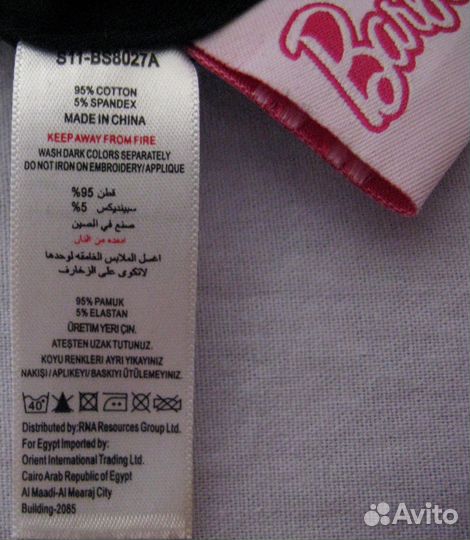 S11-BS8027A
Barbi
95% COTTON
5% SPANDEX
MADE IN CHINA
KEEP AWAY FROM FIRE
WASH DARK COLORS SEPARATELY
DO NOT IRON ON EMBROIDERY/APPLIQUE
قطن 95%
سبينديكس 5%
صنع في الصين
ابعده عن النار
اغسل الملابس الغامقه لوحدها
لاتكوى على الزخارف
95% PAMUK
5% ELASTAN
ÜRETIM YERI ÇIN.
ATEŞTEN UZAK TUTUNUZ.
KOYU RENKLERI AYRI YIKAYINIZ
NAKIŞI / APLIKEYI/ BASKIYI ÜTÜLEMEYINIZ.
40
Distributed by:RNA Resources Group Ltd.
For Egypt Imported by:
Orient International Trading Ltd.
Cairo Arab Republic of Egypt
Al Maadi-Al Mearaj City
Building-2085
Avito